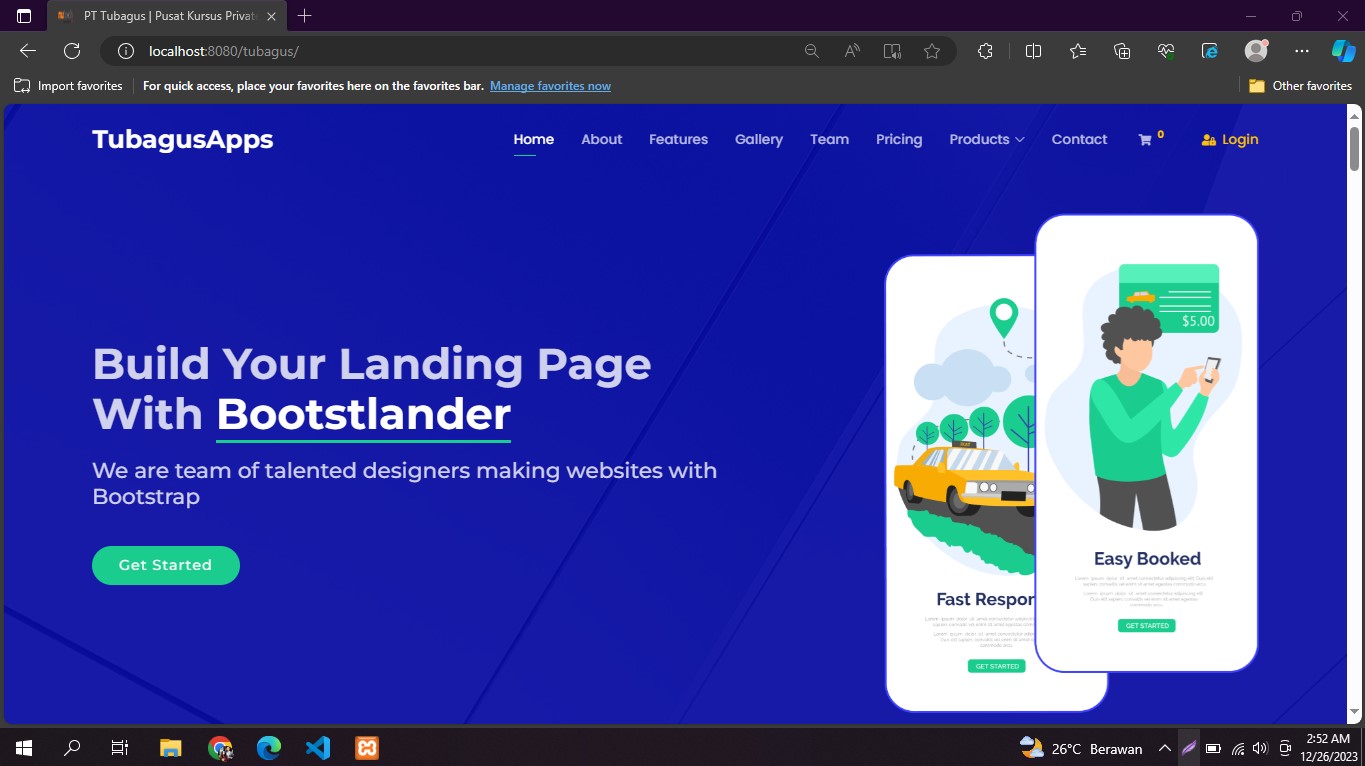 PT Tubagus | Pusat Kursus Privat
localhost:8080/tubagus/
Import favorites
For quick access, place your favorites here on the favorites bar. Manage favorites now
Other favorites
TubagusApps
Home About Features Gallery Team Pricing Products Contact 0 Login
Build Your Landing Page
With Bootstlander
We are team of talented designers making websites with
Bootstrap
Get Started
Fast Respon
GET STARTED
$5.00
Easy Booked
GET STARTED
26°C Berawan
2:52 AM
12/26/2023